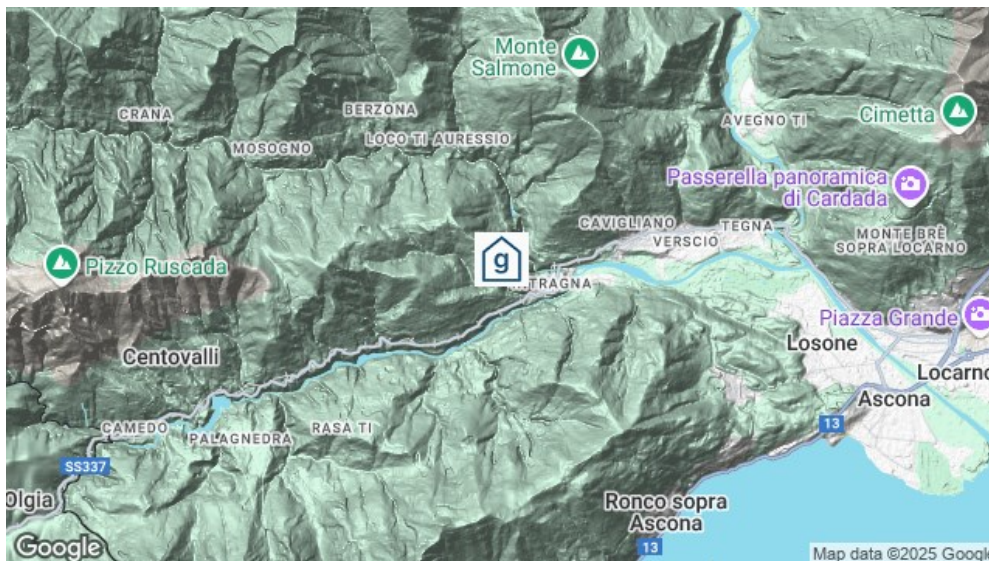 Monte
Salmone
Cimetta
CRANA
BERZONA
AVEGNO TI
MOSOGNO
LOCO TI AURESSIO
Passerella panoramica
di Cardada
CAVIGLIANO
TEGNA
VERSCIO
MONTE BRÈ
SOPRA LOCARNO
g
Pizzo Ruscada
TRAGNA
Piazza Grande
Losone
Centovalli
Locarno
Ascona
CAMEDO
PALAGNEDRA
RASA TI
13
SS337
Olgia
Ronco sopra
Ascona
13
Google
Map data ©2025 Google